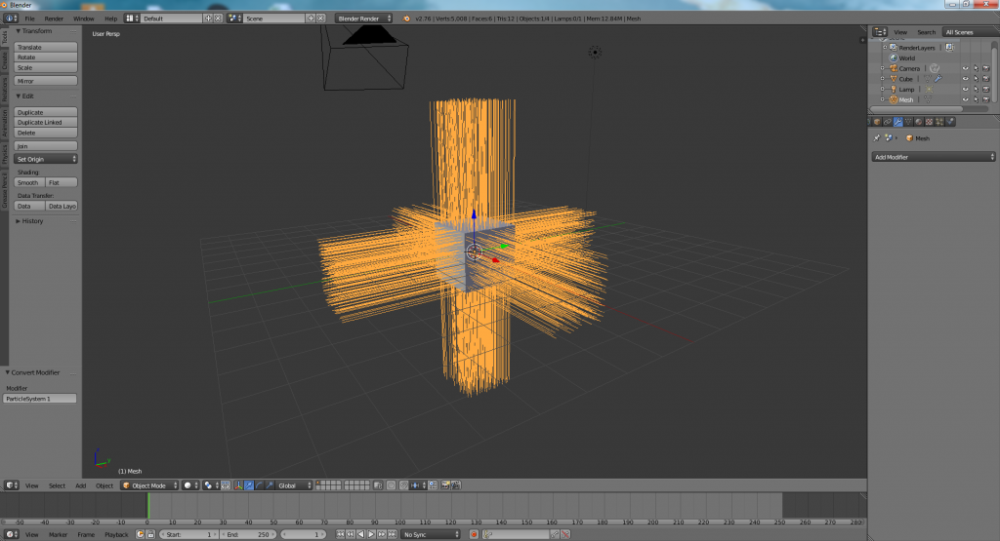 Blender
File Render Window Help Default Scene Blender Render v2.76 | Verts:5,008 | Faces:6 | Tris:12 | Objects:1/4 | Lamps:0/1 | Mem:12.84M | Mesh
View Search All Scenes
Tools
Create
Relations
Animation
Physics
Grease Pencil
Transform
Translate
Rotate
Scale
Mirror
Edit
Duplicate
Duplicate Linked
Delete
Join
Set Origin
Shading:
Smooth Flat
Data Transfer:
Data Data Layo
History
Convert Modifier
Modifier
ParticleSystem 1
User Persp
(1) Mesh
RenderLayers
World
Camera
Cube
Lamp
Mesh
Mesh
Add Modifier
View Select Add Object Object Mode Global
-50 -40 -30 -20 -10 0 10 20 30 40 50 60 70 80 90 100 110 120 130 140 150 160 170 180 190 200 210 220 230 240 250 260 270 280
View Marker Frame Playback Start: 1 End: 250 1 No Sync